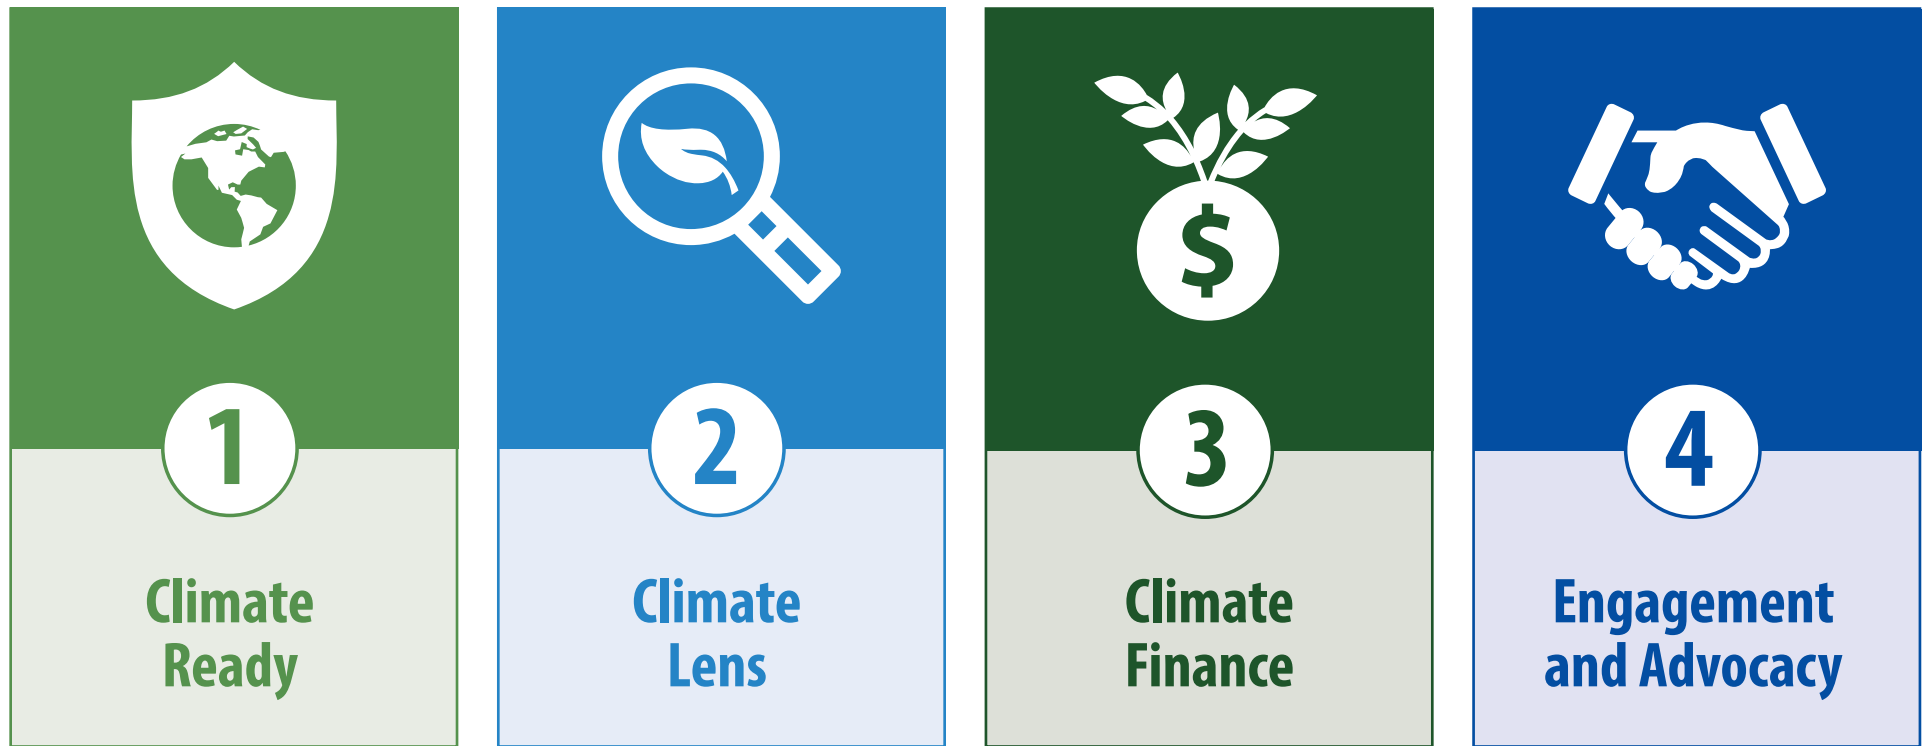 1
Climate
Ready
2
Climate
Lens
$
3
Climate
Finance
4
Engagement
and Advocacy